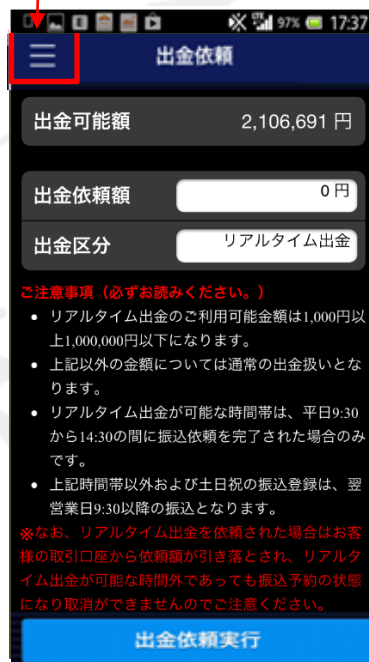 97% 17:37
出金依頼
出金可能額 2,106,691 円
出金依頼額 0 円
出金区分 リアルタイム出金
ご注意事項（必ずお読みください。）
• リアルタイム出金のご利用可能金額は1,000円以
上1,000,000円以下になります。
• 上記以外の金額については通常の出金扱いとな
ります。
• リアルタイム出金が可能な時間帯は、平日9:30
から14:30の間に振込依頼を完了された場合のみ
です。
• 上記時間帯以外および土日祝の振込登録は、翌
営業日9:30以降の振込となります。
※なお、リアルタイム出金を依頼された場合はお客
様の取引口座から依頼額が引き落とされ、リアルタ
イム出金が可能な時間外であっても振込予約の状態
になり取消ができませんのでご注意ください。
出金依頼実行